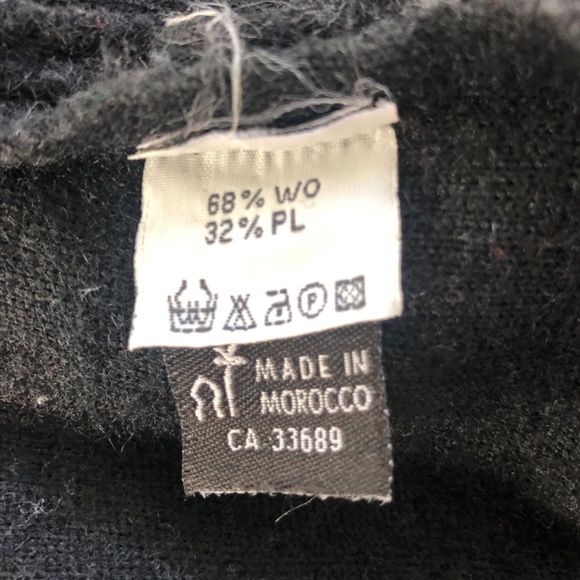 68% WO
32% PL
P
MADE IN
MOROCCO
CA 33689